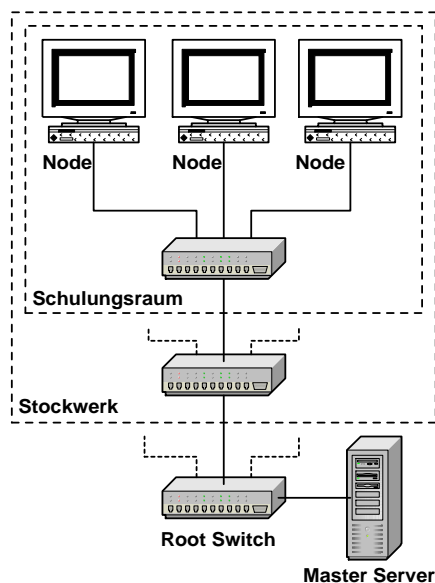 Node Node Node
Schulungsraum
Stockwerk
Root Switch
Master Server